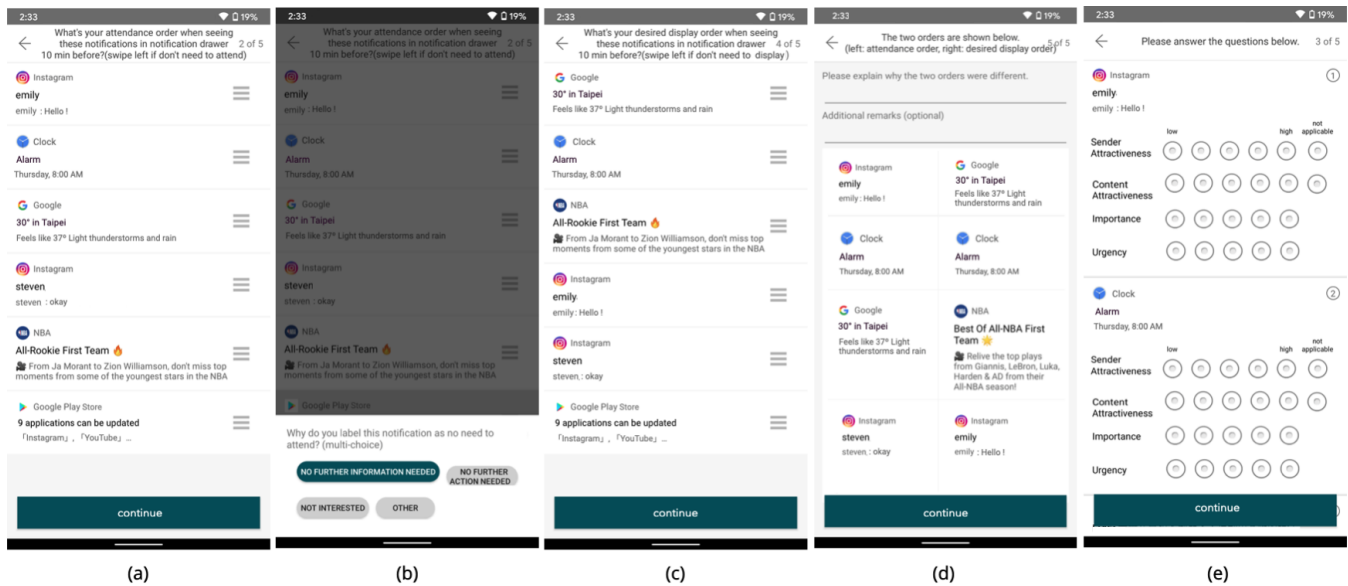 2:33 19%
What's your attendance order when seeing
these notifications in notification drawer 2 of 5
10 min before?(swipe left if don't need to attend)
Instagram
emily
emily : Hello !
Clock
Alarm
Thursday, 8:00 AM
Google
30° in Taipei
Feels like 37º Light thunderstorms and rain
Instagram
steven
steven : okay
NBA
All-Rookie First Team 🔥
🎥 From Ja Morant to Zion Williamson, don't miss top
moments from some of the youngest stars in the NBA
Google Play Store
9 applications can be updated
「Instagram」, 「YouTube」...
continue
(a)
2:33 19%
What's your attendance order when seeing
these notifications in notification drawer 2 of 5
10 min before?(swipe left if don't need to attend)
Instagram
emily
emily : Hello !
Clock
Alarm
Thursday, 8:00 AM
Google
30° in Taipei
Feels like 37º Light thunderstorms and rain
Instagram
steven
steven : okay
NBA
All-Rookie First Team 🔥
🎥 From Ja Morant to Zion Williamson, don't miss top
moments from some of the youngest stars in the NBA
Google Play Store
Why do you label this notification as no need to
attend? (multi-choice)
NO FURTHER INFORMATION NEEDED
NO FURTHER
ACTION NEEDED
NOT INTERESTED
OTHER
(b)
2:33 19%
What's your desired display order when seeing
these notifications in notification drawer 4 of 5
10 min before?(swipe left if don't need to display)
Google
30° in Taipei
Feels like 37º Light thunderstorms and rain
Clock
Alarm
Thursday, 8:00 AM
NBA
All-Rookie First Team 🔥
🎥 From Ja Morant to Zion Williamson, don't miss top
moments from some of the youngest stars in the NBA
Instagram
emily
emily : Hello !
Instagram
steven
steven : okay
Google Play Store
9 applications can be updated
「Instagram」, 「YouTube」...
continue
(c)
2:33 19%
The two orders are shown below. 5 of 5
(left: attendance order, right: desired display order)
Please explain why the two orders were different.
Additional remarks (optional)
Instagram
emily
emily : Hello !
Google
30° in Taipei
Feels like 37º Light
thunderstorms and rain
Clock
Alarm
Thursday, 8:00 AM
Clock
Alarm
Thursday, 8:00 AM
Google
30° in Taipei
Feels like 37º Light
thunderstorms and rain
NBA
Best Of All-NBA First
Team ⭐
🎥 Relive the top plays
from Giannis, LeBron, Luka,
Harden & AD from their
All-NBA season!
Instagram
steven
steven : okay
Instagram
emily
emily : Hello !
continue
(d)
2:33 19%
Please answer the questions below. 3 of 5
Instagram 1
emily
emily : Hello !
low high not
applicable
Sender
Attractiveness
Content
Attractiveness
Importance
Urgency
Clock 2
Alarm
Thursday, 8:00 AM
low high not
applicable
Sender
Attractiveness
Content
Attractiveness
Importance
Urgency
continue
(e)